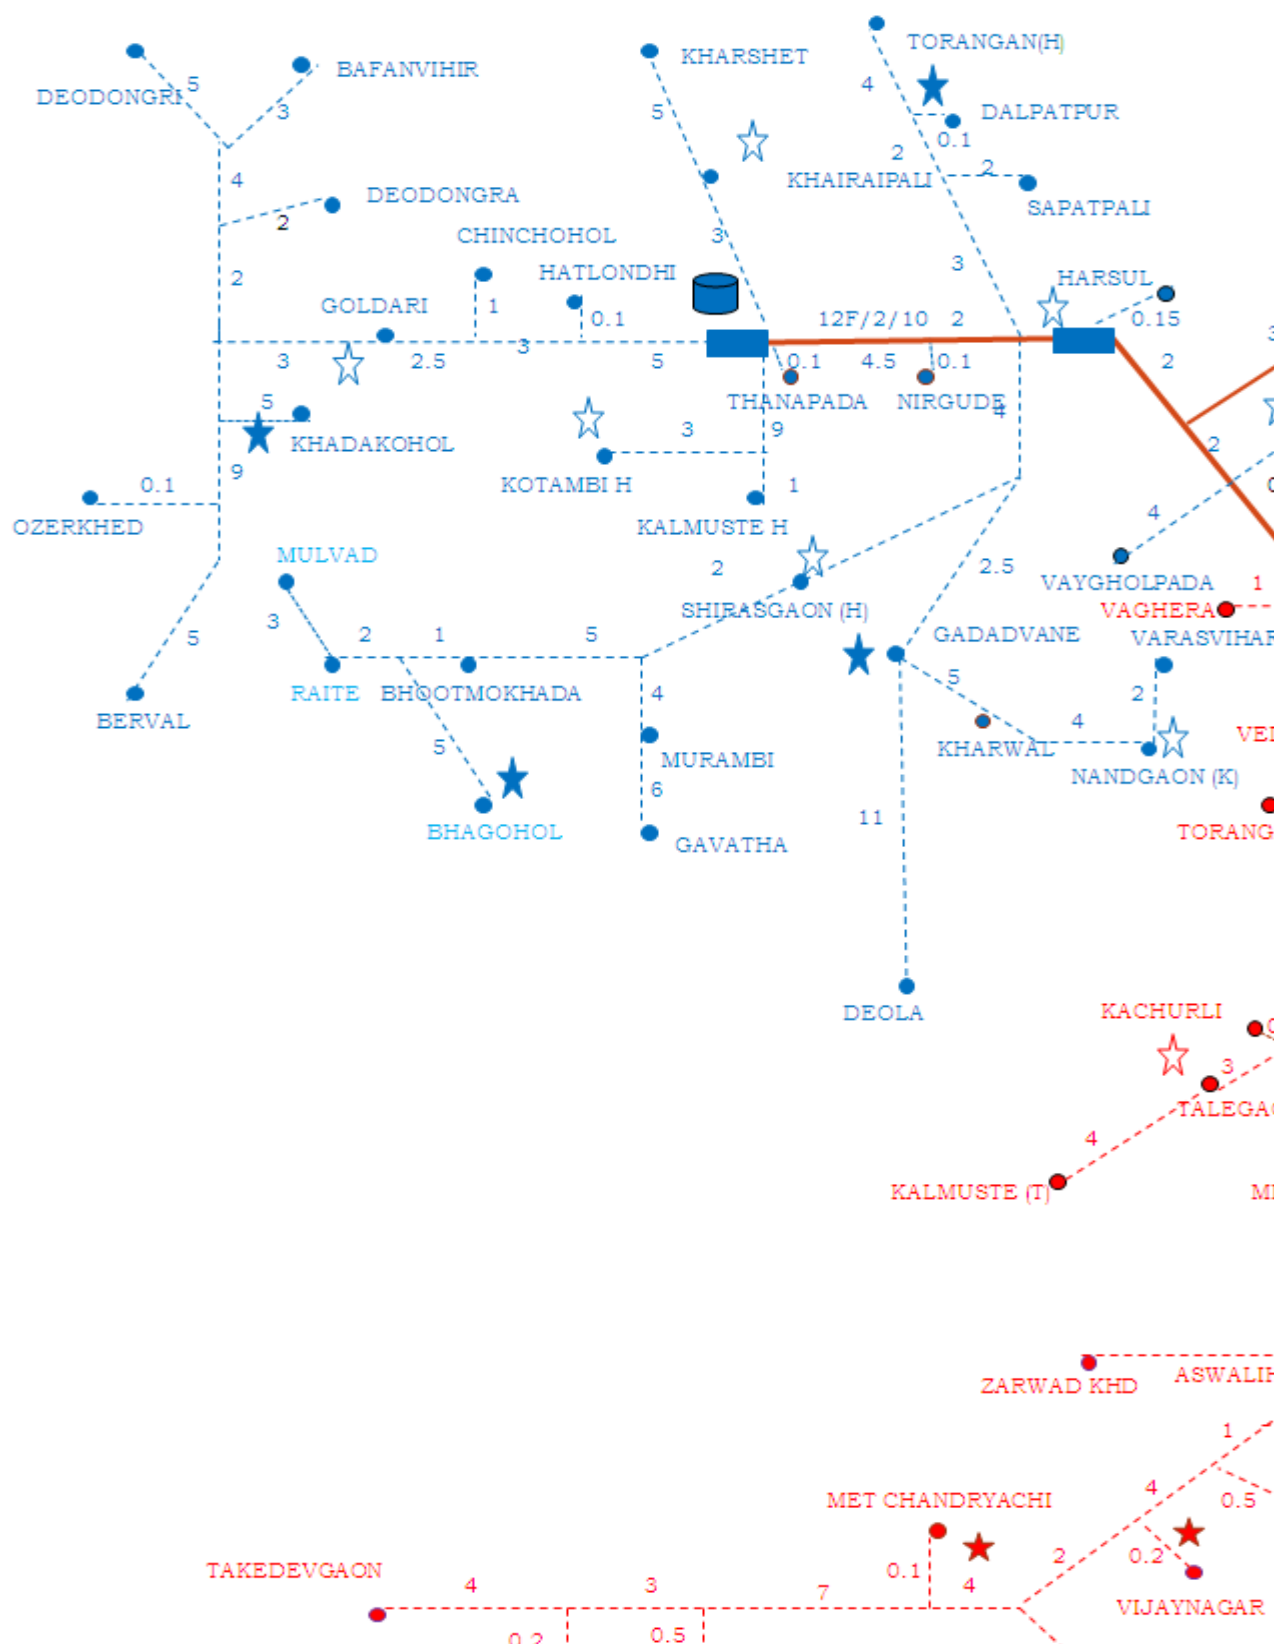 TORANGAN(H)
KHARSHET
BAFANVIHIR
5
DEODONGRI
3
5
4
DALPATPUR
0.1
2
2
KHAIRAIPALI
4
DEODONGRA
2
SAPATPALI
CHINCHOHOL
3
HATLONDHI
3
HARSUL
2
GOLDARI
1
0.1
12F/2/10
2
0.15
3
2.5
3
5
0.1
4.5
0.1
2
THANAPADA
NIRGUDE
4
5
KHADAKOHOL
3
9
2
9
0.1
KOTAMBI H
1
OZERKHED
KALMUSTE H
4
MULVAD
2
2.5
VAYGHOLPADA
1
SHIRASGAON (H)
VAGHERA
3
2
1
5
GADADVANE
VARASVIHAR
5
RAITE
BHOOTMOKHADA
4
5
2
BERVAL
4
5
KHARWAL
MURAMBI
NANDGAON (K)
6
11
BHAGOHOL
TORANG
GAVATHA
DEOLA
KACHURLI
3
TALEGA
4
KALMUSTE (T)
ZARWAD KHD
ASWALIH
1
4
MET CHANDRYACHI
0.5
2
0.2
TAKEDEVGAON
0.1
4
3
7
4
VIJAYNAGAR
0.2
0.5